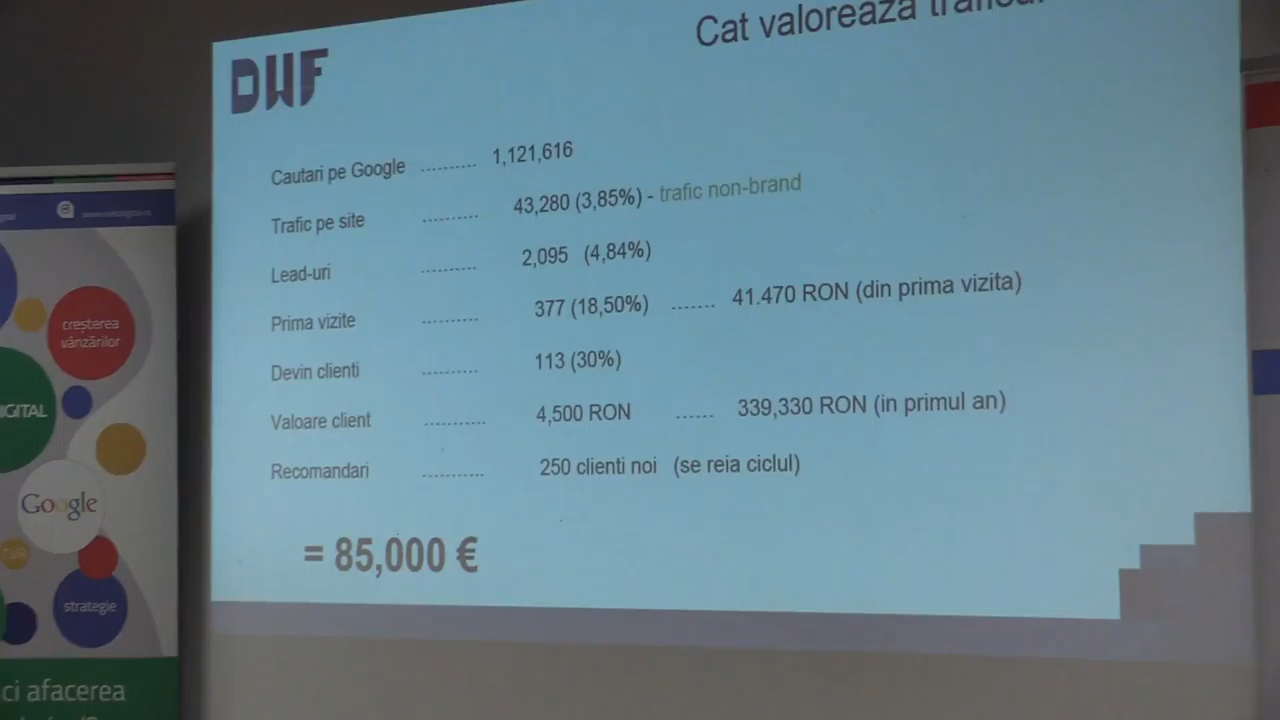 Cat valoreaza
DWF
Cautari pe Google ......... 1,121,616
Trafic pe site ......... 43,280 (3,85%) - trafic non-brand
Lead-uri ......... 2,095 (4,84%)
Prima vizite ......... 377 (18,50%) ....... 41.470 RON (din prima vizita)
Devin clienti ......... 113 (30%)
Valoare client .......... 4,500 RON ...... 339,330 RON (in primul an)
Recomandari .......... 250 clienti noi (se reia ciclul)
= 85,000 €
creșterea
vânzărilor
IGITAL
Google
strategie
ci afacerea